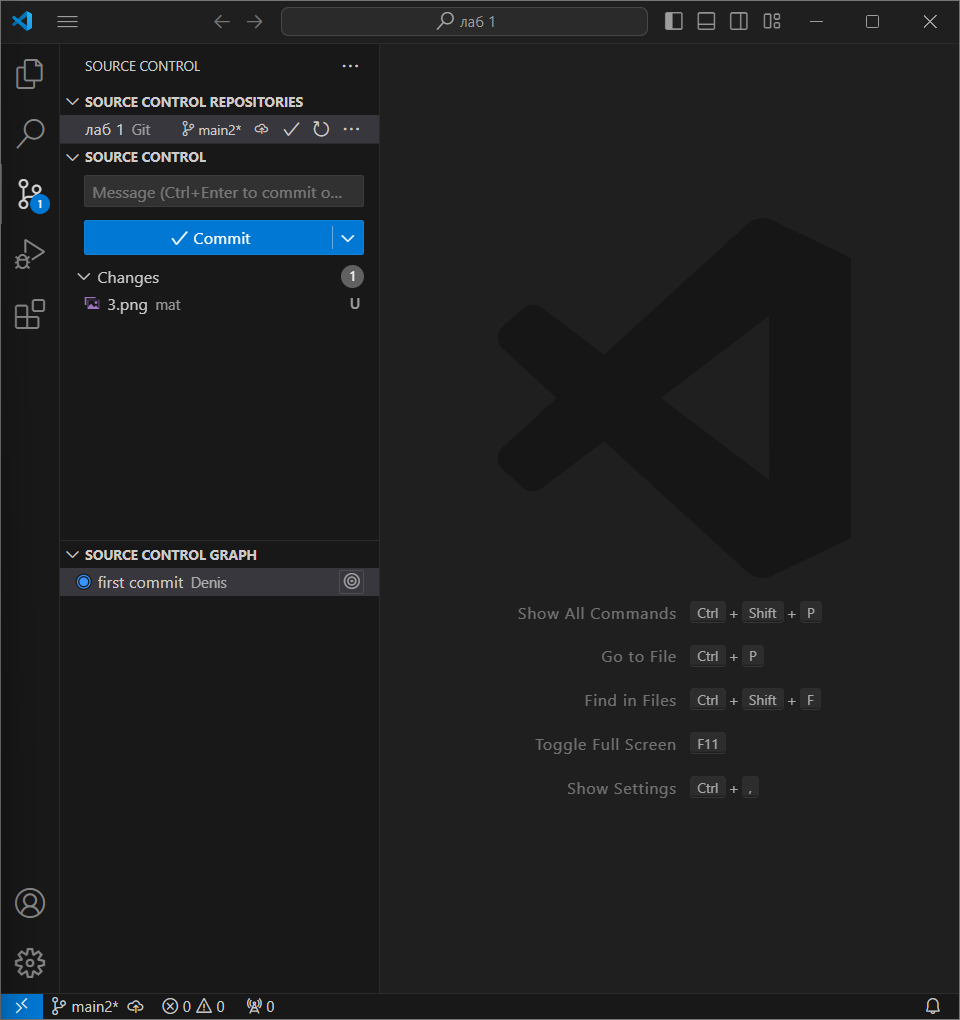 лаб 1
SOURCE CONTROL
SOURCE CONTROL REPOSITORIES
лаб 1 Git main2*
SOURCE CONTROL
Message (Ctrl+Enter to commit o...
Commit
Changes 1
3.png mat U
1
SOURCE CONTROL GRAPH
first commit Denis
Show All Commands Ctrl + Shift + P
Go to File Ctrl + P
Find in Files Ctrl + Shift + F
Toggle Full Screen F11
Show Settings Ctrl + ,
main2* 0 0 0